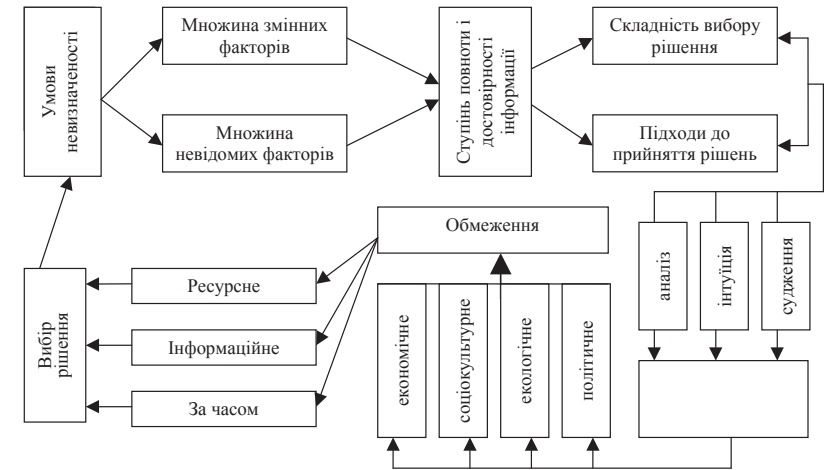 Умови
невизначеності
Множина змінних
факторів
Множина
невідомих факторів
Ступінь повноти і
достовірності
інформації
Складність вибору
рішення
Підходи до
прийняття рішень
аналіз
інтуїція
судження
Обмеження
Ресурсне
Інформаційне
За часом
Вибір
рішення
економічне
соціокультурне
екологічне
політичне